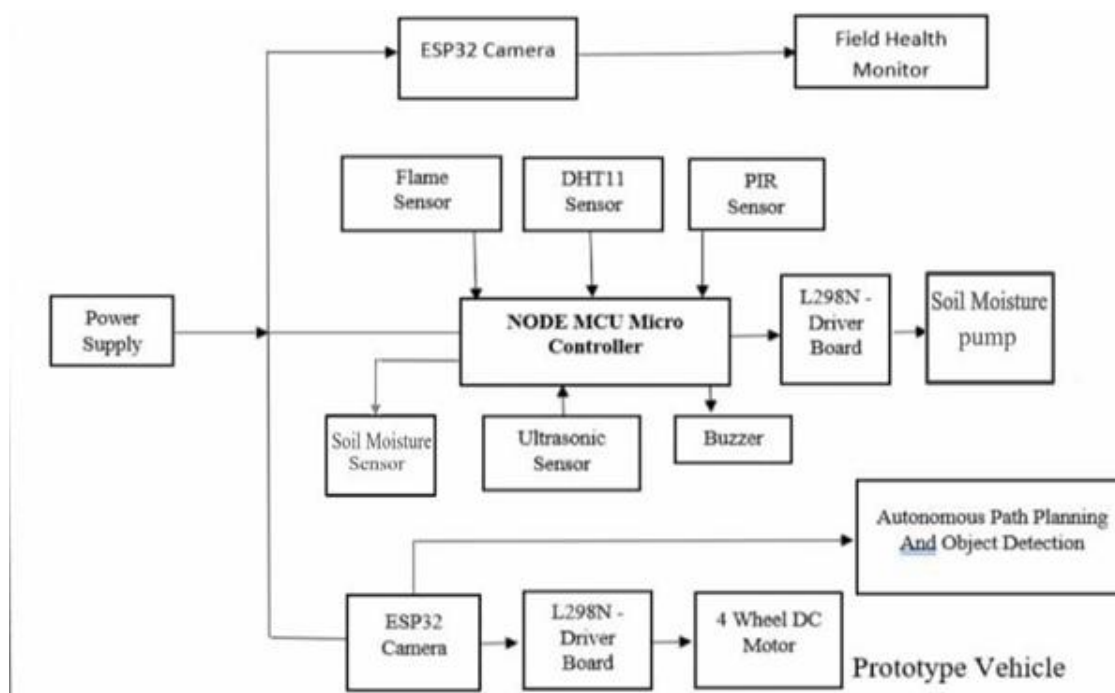 ESP32 Camera
Field Health
Monitor
Flame
Sensor
DHT11
Sensor
PIR
Sensor
Power
Supply
NODE MCU Micro
Controller
L298N -
Driver
Board
Soil Moisture
pump
Soil Moisture
Sensor
Ultrasonic
Sensor
Buzzer
Autonomous Path Planning
And Object Detection
ESP32
Camera
L298N -
Driver
Board
4 Wheel DC
Motor
Prototype Vehicle